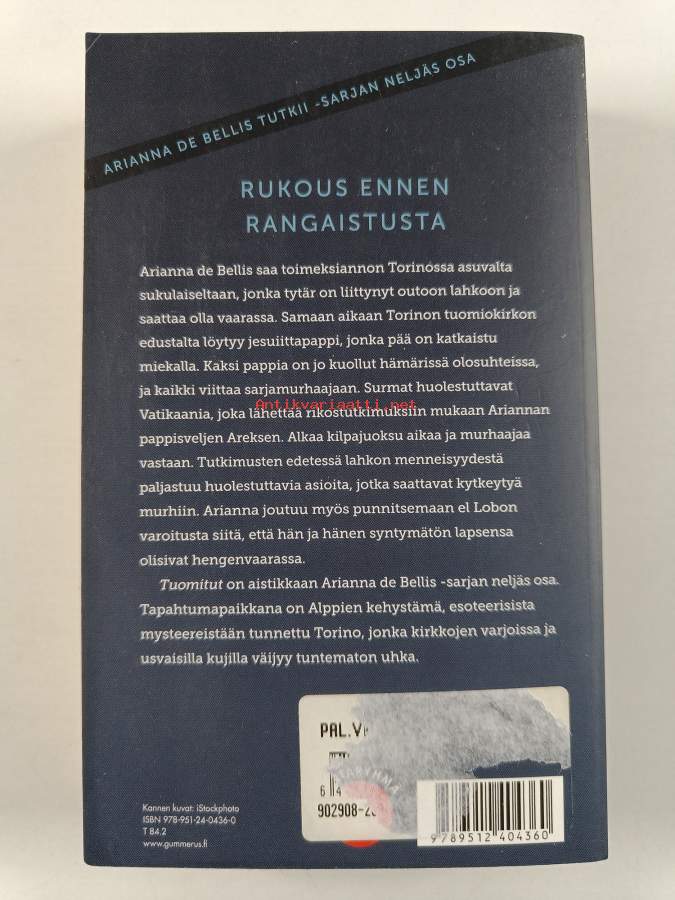 ARIANNA DE BELLIS TUTKII -SARJAN NELJÄS OSA
RUKOUS ENNEN
RANGAISTUSTA
Arianna de Bellis saa toimeksiannon Torinossa asuvalta
sukulaiseltaan, jonka tytär on liittynyt outoon lahkoon ja
saattaa olla vaarassa. Samaan aikaan Torinon tuomiokirkon
edustalta löytyy jesuiittapappi, jonka pää on katkaistu
miekalla. Kaksi pappia on jo kuollut hämärissä olosuhteissa,
ja kaikki viittaa sarjamurhaajaan. Surmat huolestuttavat
Antikvariaatti.net
Vatikaania, joka lähettää rikostutkimuksiin mukaan Ariannan
pappisveljen Areksen. Alkaa kilpajuoksu aikaa ja murhaajaa
vastaan. Tutkimusten edetessä lahkon menneisyydestä
paljastuu huolestuttavia asioita, jotka saattavat kytkeytyä
murhiin. Arianna joutuu myös punnitsemaan el Lobon
varoitusta siitä, että hän ja hänen syntymätön lapsensa
olisivat hengenvaarassa.
Tuomitut on aistikkaan Arianna de Bellis -sarjan neljäs osa.
Tapahtumapaikkana on Alppien kehystämä, esoteerisista
mysteereistään tunnettu Torino, jonka kirkkojen varjoissa ja
usvaisilla kujilla väijyy tuntematon uhka.
PAL.V
6 4
902908-2
Kannen kuvat: iStockphoto
ISBN 978-951-24-0436-0
T 84.2
www.gummerus.fi
9789512404360